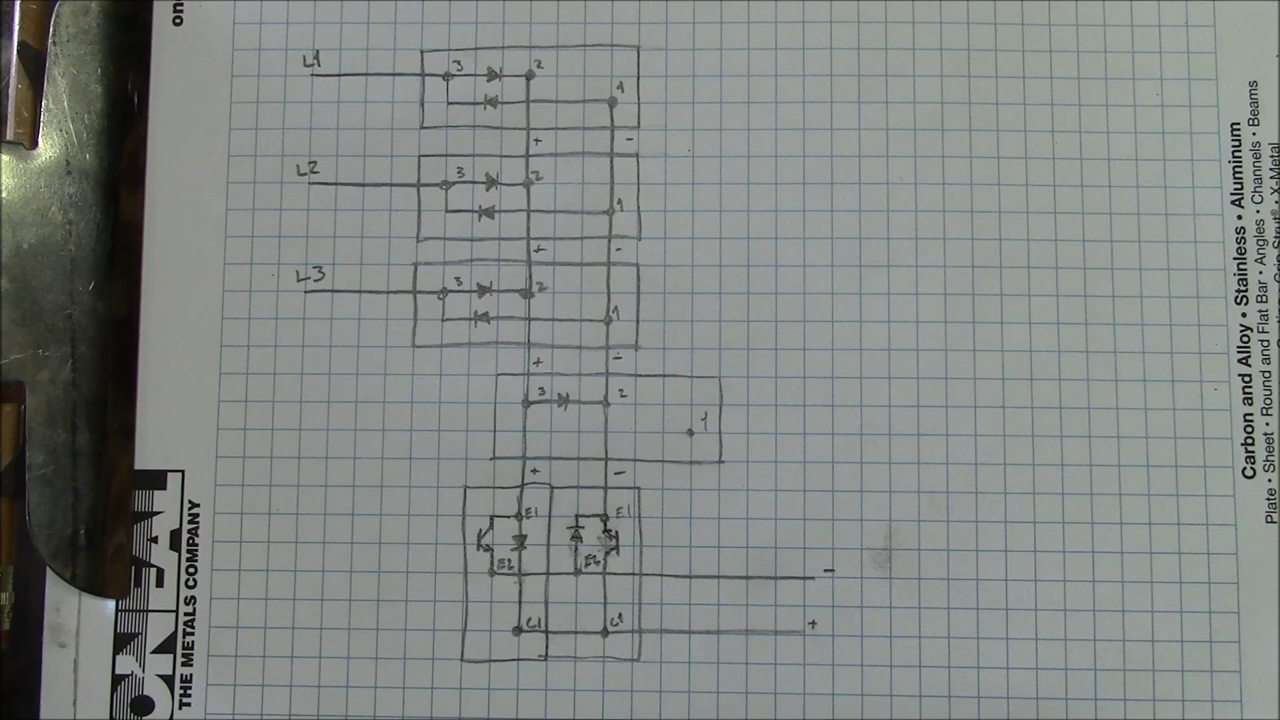 on
L1
3
2
1
+
-
L2
3
2
1
+
-
L3
3
2
1
+
-
3
2
1
+
-
E1
E1
E2
E2
-
C1
C1
+
THE METALS COMPANY
Carbon and Alloy • Stainless • Aluminum
Plate • Sheet • Round and Flat Bar • Angles • Channels • Beams
X-Metal